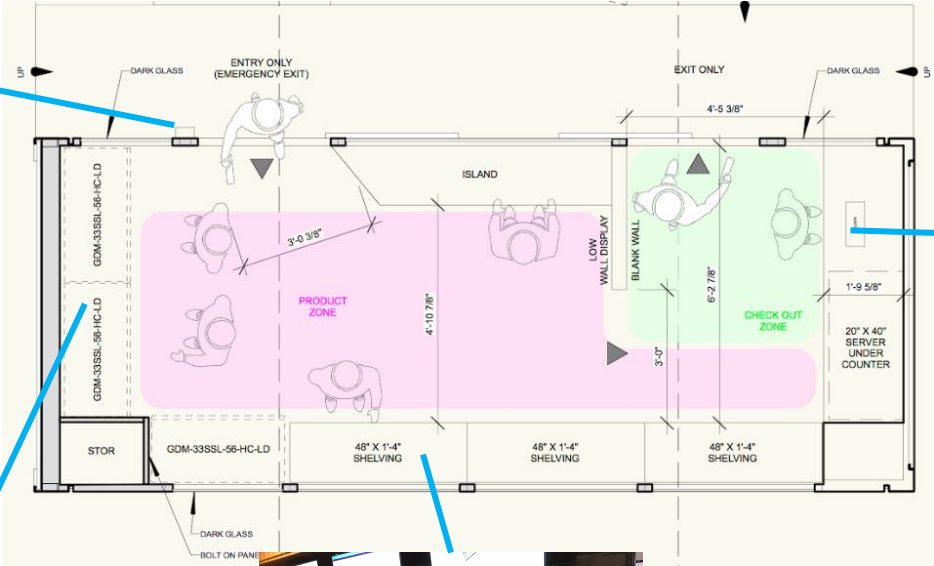 UP
DARK GLASS
ENTRY ONLY
(EMERGENCY EXIT)
EXIT ONLY
DARK GLASS
UP
4'-5 3/8"
GDM-33SSL-56-HC-LD
GDM-33SSL-56-HC-LD
ISLAND
3'-0 3/8"
LOW
WALL DISPLAY
BLANK WALL
6'-2 7/8"
4'-10 7/8"
PRODUCT
ZONE
CHECK OUT
ZONE
1'-9 5/8"
3'-0"
20" X 40"
SERVER
UNDER
COUNTER
STOR
GDM-33SSL-56-HC-LD
48" X 1'-4"
SHELVING
48" X 1'-4"
SHELVING
48" X 1'-4"
SHELVING
DARK GLASS
BOLT ON PANE